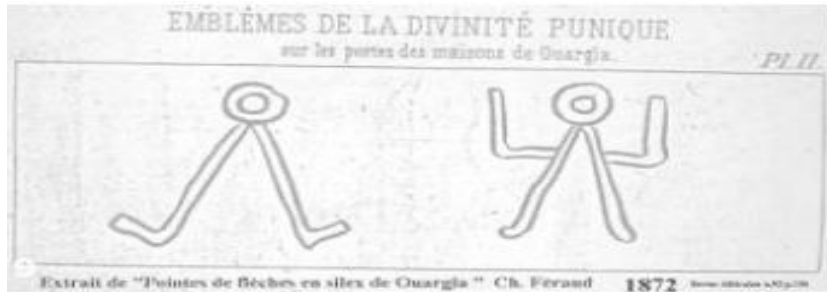 EMBLÈMES DE LA DIVINITÉ PUNIQUE
sur les portes des maisons de Ouargla.
Pl. II.
Extrait de "Pointes de flèches en silex de Ouargla" Ch. Féraud 1872